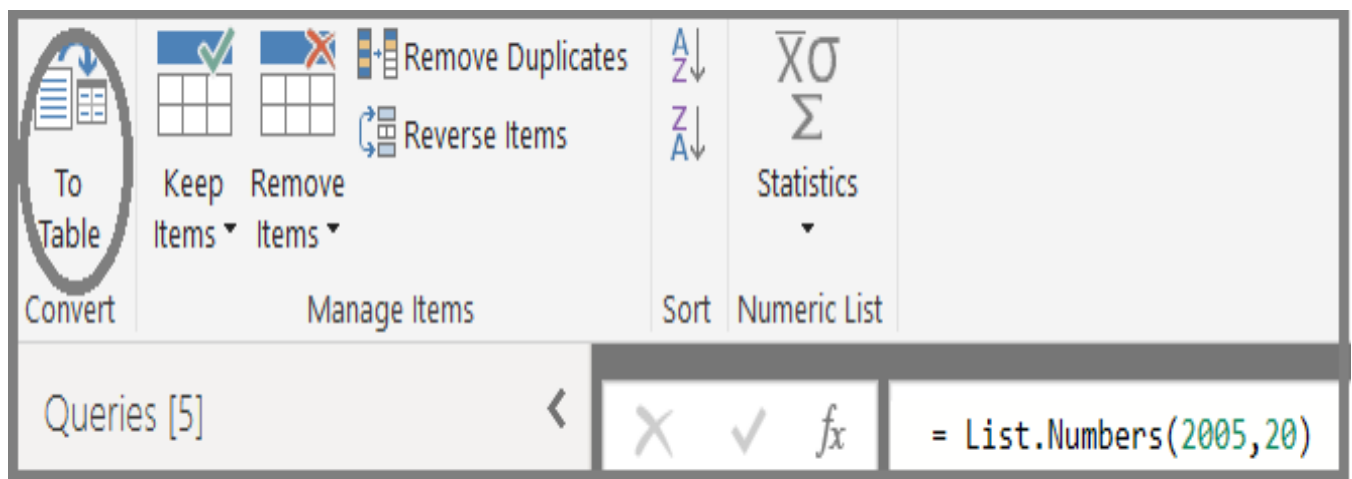 To
Table
Convert
Keep
Items
Remove
Items
Remove Duplicates
Reverse Items
Manage Items
A
Z
Z
A
Sort
X̅σ
Σ
Statistics
Numeric List
Queries [5]
fx
= List.Numbers(2005,20)